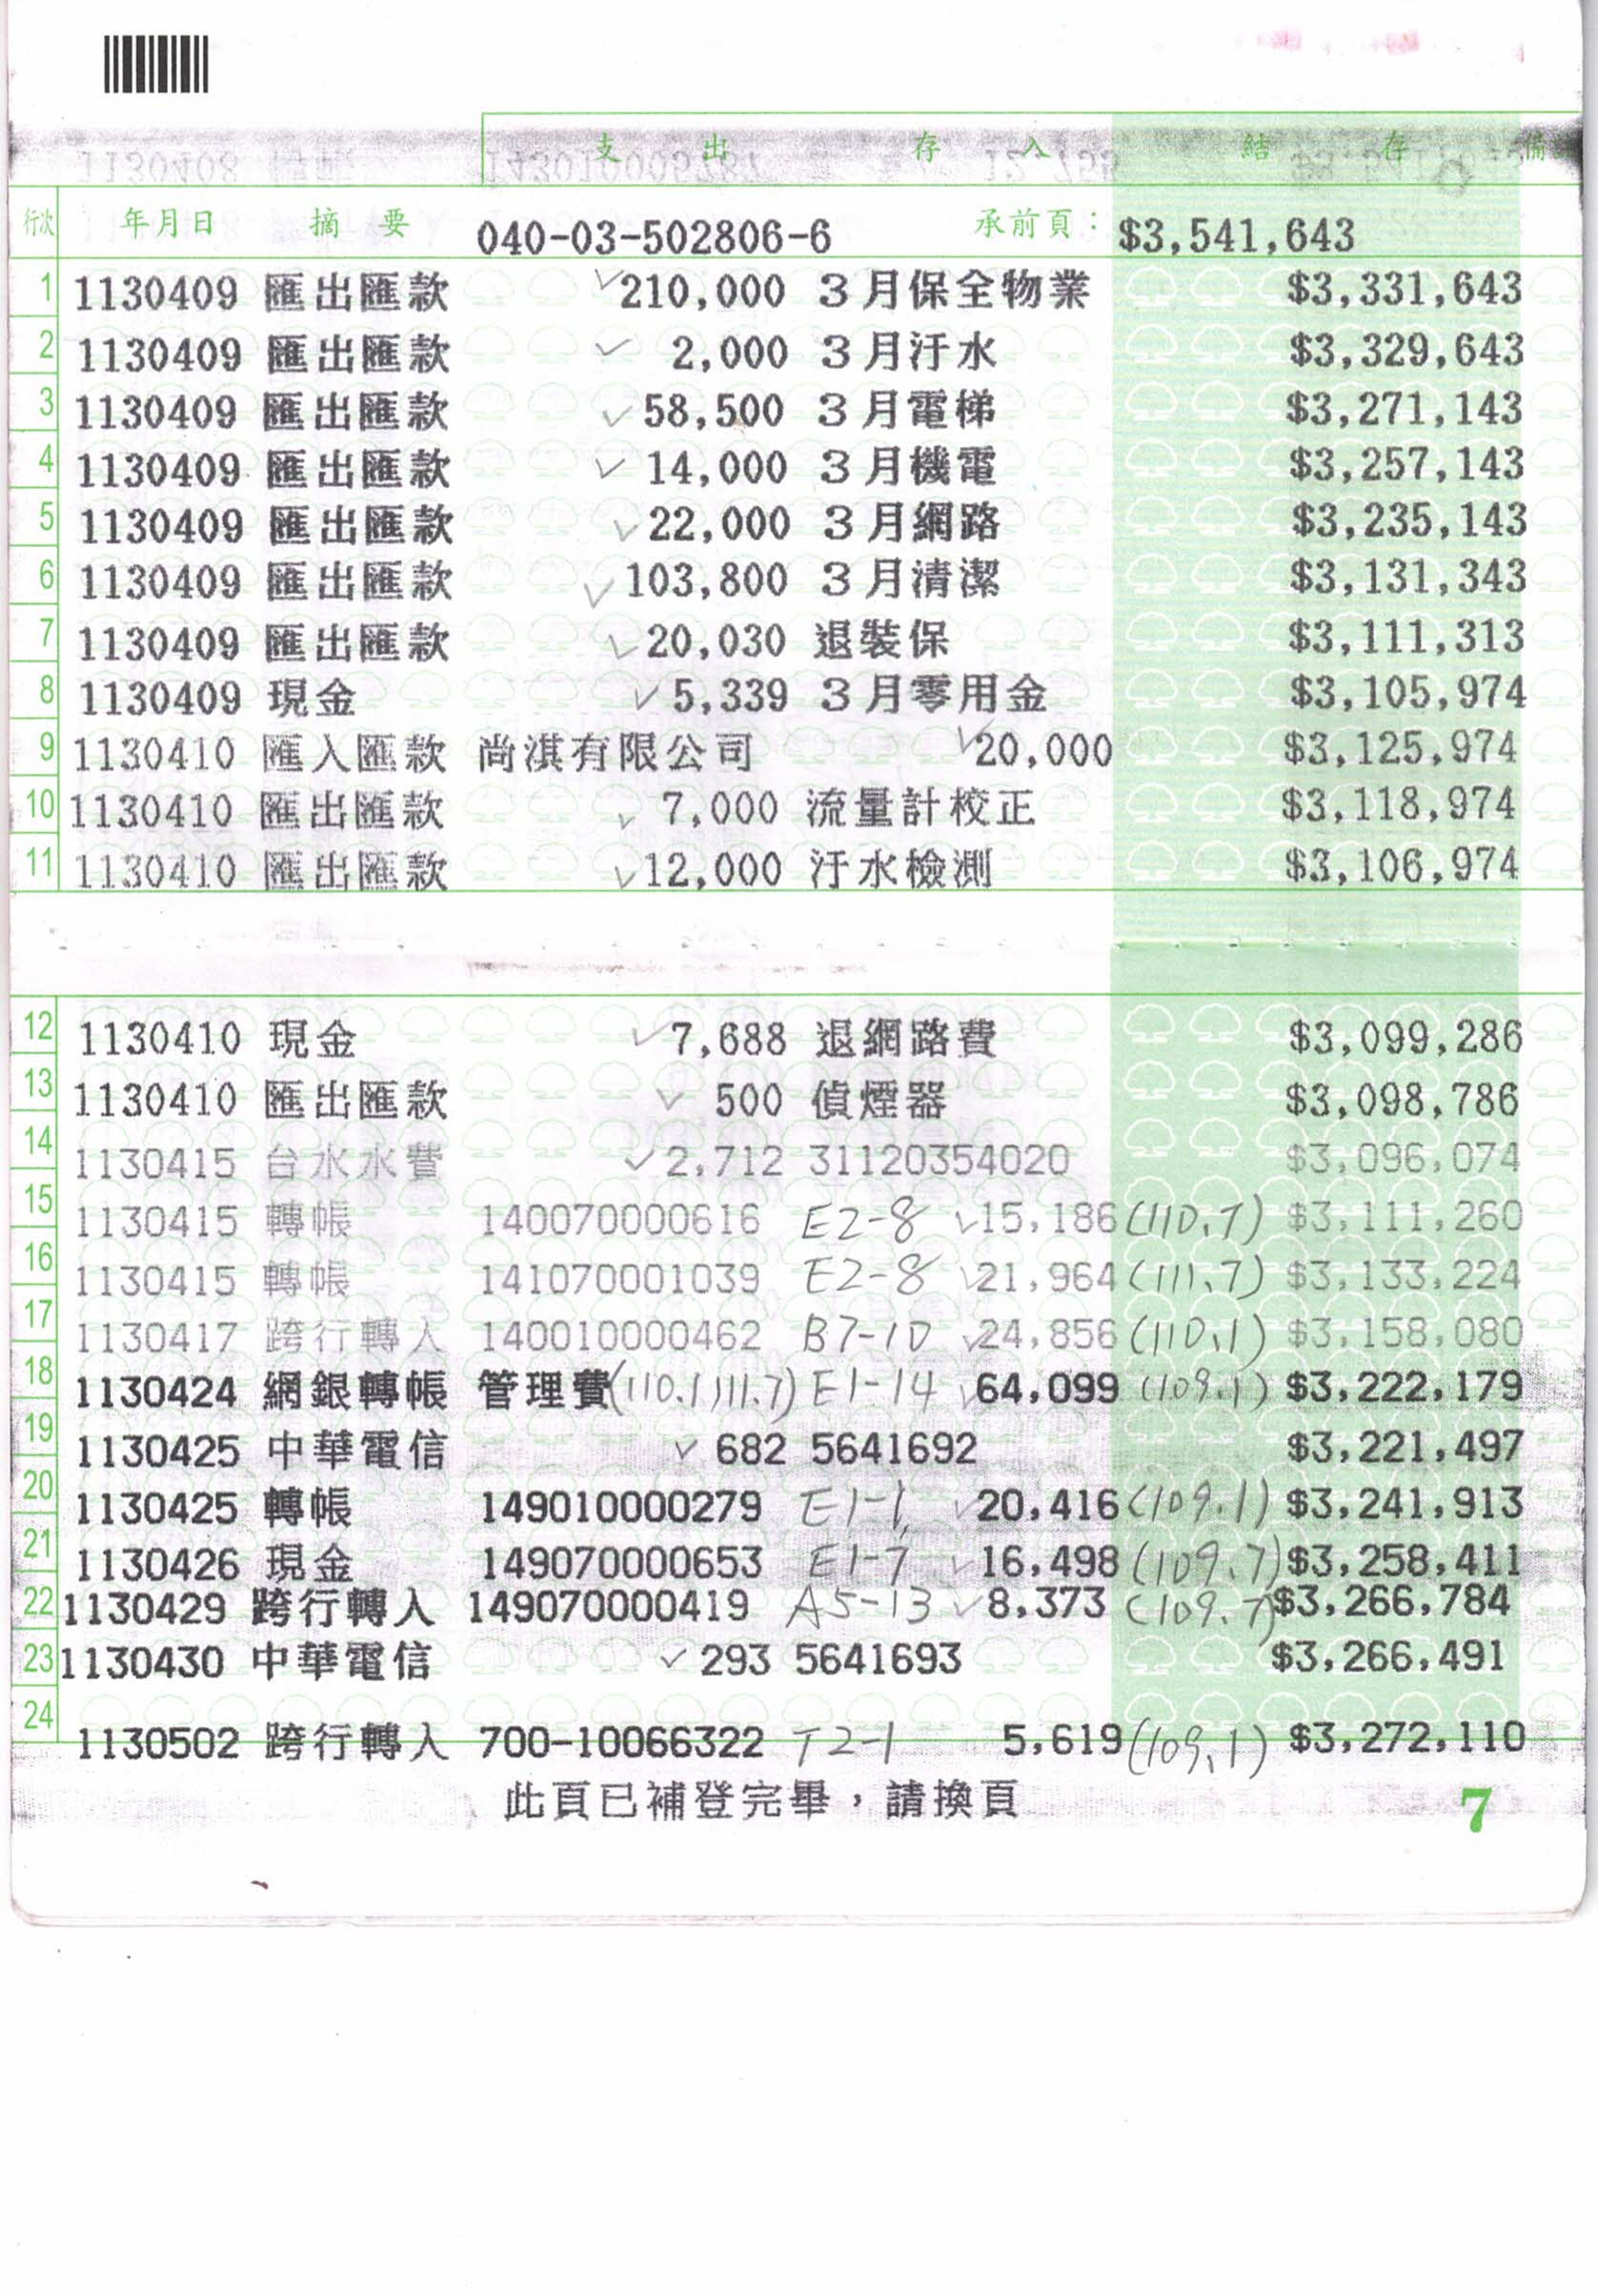 支 出 存 入 結 存 備
行次 年月日 摘 要 040-03-502806-6 承前頁： $3,541,643
1 1130409 匯出匯款 210,000 3月保全物業 $3,331,643
2 1130409 匯出匯款 2,000 3月汙水 $3,329,643
3 1130409 匯出匯款 58,500 3月電梯 $3,271,143
4 1130409 匯出匯款 14,000 3月機電 $3,257,143
5 1130409 匯出匯款 22,000 3月網路 $3,235,143
6 1130409 匯出匯款 103,800 3月清潔 $3,131,343
7 1130409 匯出匯款 20,030 退裝保 $3,111,313
8 1130409 現金 5,339 3月零用金 $3,105,974
9 1130410 匯入匯款 尚淇有限公司 20,000 $3,125,974
10 1130410 匯出匯款 7,000 流量計校正 $3,118,974
11 1130410 匯出匯款 12,000 汙水檢測 $3,106,974
12 1130410 現金 7,688 退網路費 $3,099,286
13 1130410 匯出匯款 500 偵煙器 $3,098,786
14 1130415 台水水費 2,712 31120354020 $3,096,074
15 1130415 轉帳 140070000616 E2-8 15,186 (110.7) $3,111,260
16 1130415 轉帳 141070001039 E2-8 21,964 (111.7) $3,133,224
17 1130417 跨行轉入 140010000462 B7-10 24,856 (110.1) $3,158,080
18 1130424 網銀轉帳 管理費 (110.1 111.7) E1-14 64,099 (109.1) $3,222,179
19 1130425 中華電信 682 5641692 $3,221,497
20 1130425 轉帳 149010000279 E1-1 20,416 (109.1) $3,241,913
21 1130426 現金 149070000653 E1-7 16,498 (109.7) $3,258,411
22 1130429 跨行轉入 149070000419 A5-13 8,373 (109.7) $3,266,784
23 1130430 中華電信 293 5641693 $3,266,491
24 1130502 跨行轉入 700-10066322 T2-1 5,619 (109.1) $3,272,110
此頁已補登完畢，請換頁
7